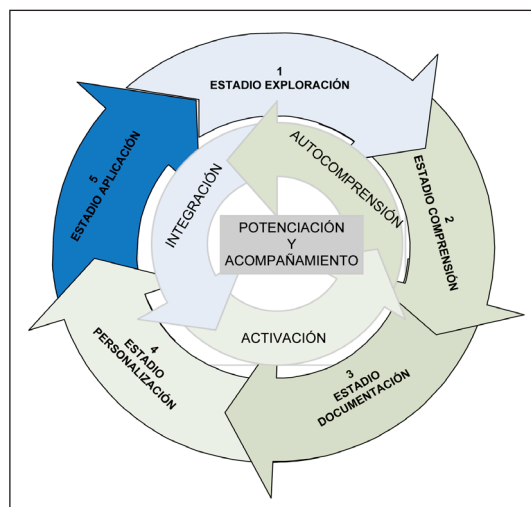 1
ESTADIO EXPLORACIÓN
2
ESTADIO COMPRENSIÓN
3
ESTADIO
DOCUMENTACIÓN
4
ESTADIO
PERSONALIZACIÓN
5
ESTADIO APLICACIÓN
AUTOCOMPRENSIÓN
INTEGRACIÓN
POTENCIACIÓN
Y
ACOMPAÑAMIENTO
ACTIVACIÓN